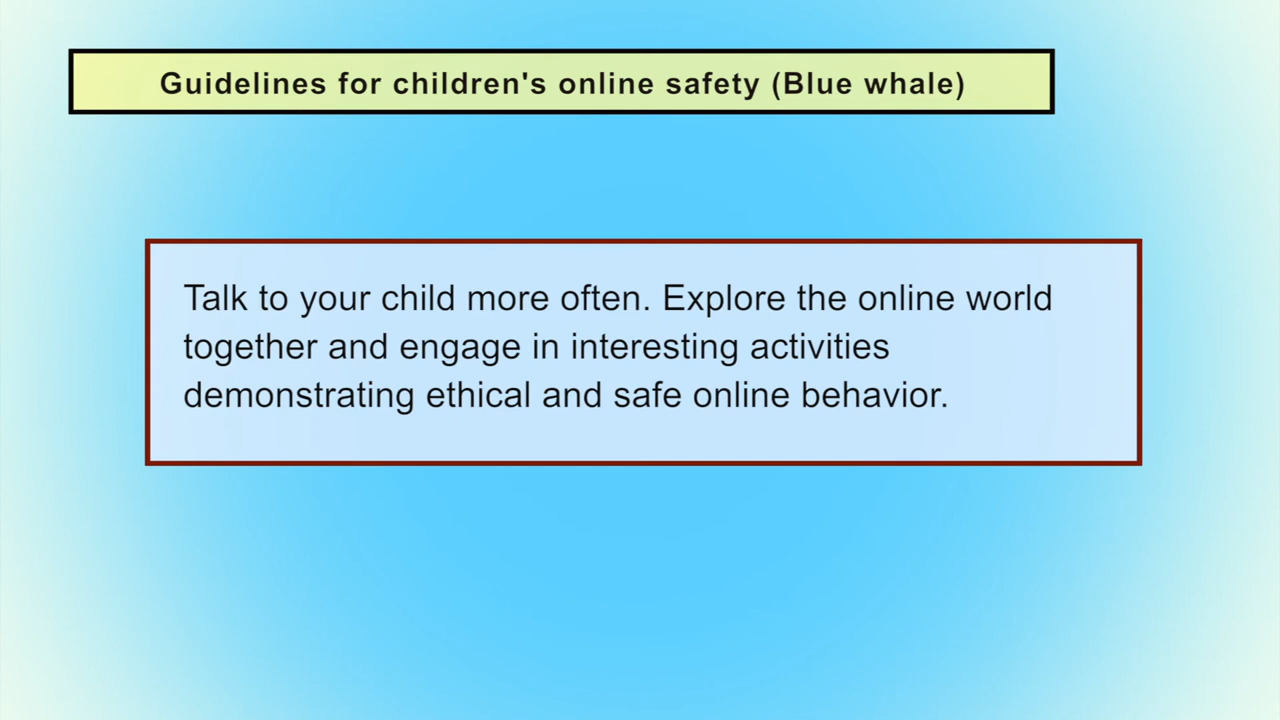 Guidelines for children's online safety (Blue whale)
Talk to your child more often. Explore the online world
together and engage in interesting activities
demonstrating ethical and safe online behavior.